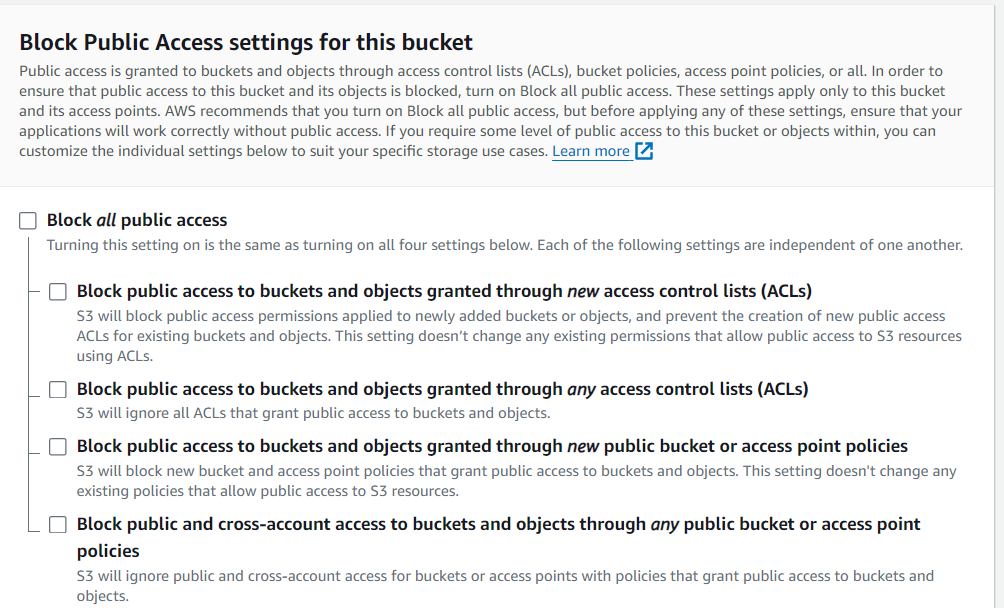 Block Public Access settings for this bucket
Public access is granted to buckets and objects through access control lists (ACLs), bucket policies, access point policies, or all. In order to
ensure that public access to this bucket and its objects is blocked, turn on Block all public access. These settings apply only to this bucket
and its access points. AWS recommends that you turn on Block all public access, but before applying any of these settings, ensure that your
applications will work correctly without public access. If you require some level of public access to this bucket or objects within, you can
customize the individual settings below to suit your specific storage use cases. Learn more
Block all public access
Turning this setting on is the same as turning on all four settings below. Each of the following settings are independent of one another.
Block public access to buckets and objects granted through new access control lists (ACLs)
S3 will block public access permissions applied to newly added buckets or objects, and prevent the creation of new public access
ACLs for existing buckets and objects. This setting doesn’t change any existing permissions that allow public access to S3 resources
using ACLs.
Block public access to buckets and objects granted through any access control lists (ACLs)
S3 will ignore all ACLs that grant public access to buckets and objects.
Block public access to buckets and objects granted through new public bucket or access point policies
S3 will block new bucket and access point policies that grant public access to buckets and objects. This setting doesn't change any
existing policies that allow public access to S3 resources.
Block public and cross-account access to buckets and objects through any public bucket or access point
policies
S3 will ignore public and cross-account access for buckets or access points with policies that grant public access to buckets and
objects.